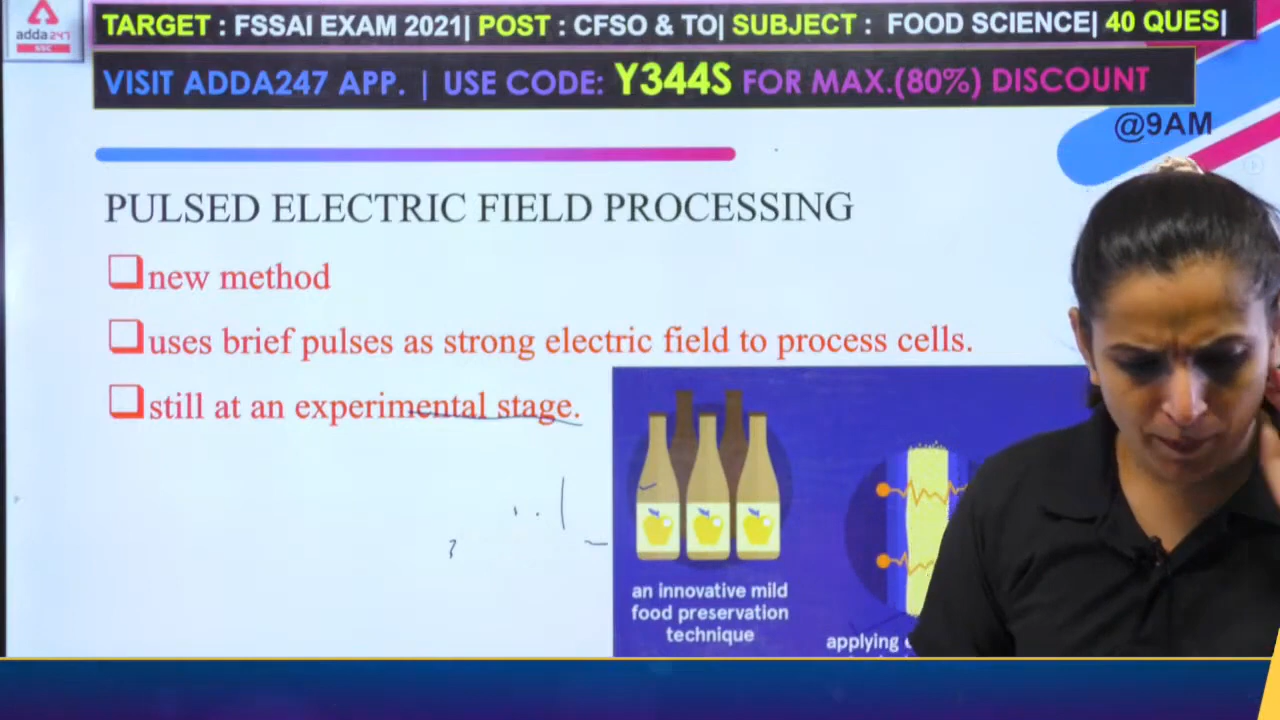 adda247
SSC
TARGET : FSSAI EXAM 2021| POST : CFSO & TO| SUBJECT : FOOD SCIENCE| 40 QUES|
VISIT ADDA247 APP. | USE CODE: Y344S FOR MAX.(80%) DISCOUNT
@9AM
PULSED ELECTRIC FIELD PROCESSING
❑new method
❑uses brief pulses as strong electric field to process cells.
❑still at an experimental stage.
an innovative mild
food preservation
technique
applying